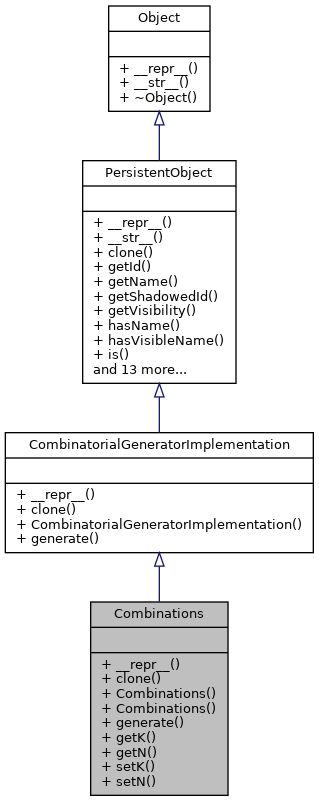 Object
+ __repr__()
+ __str__()
+ ~Object()
PersistentObject
+ __repr__()
+ __str__()
+ clone()
+ getId()
+ getName()
+ getShadowedId()
+ getVisibility()
+ hasName()
+ hasVisibleName()
+ is()
and 13 more...
CombinatorialGeneratorImplementation
+ __repr__()
+ clone()
+ CombinatorialGeneratorImplementation()
+ generate()
Combinations
+ __repr__()
+ clone()
+ Combinations()
+ Combinations()
+ generate()
+ getK()
+ getN()
+ setK()
+ setN()